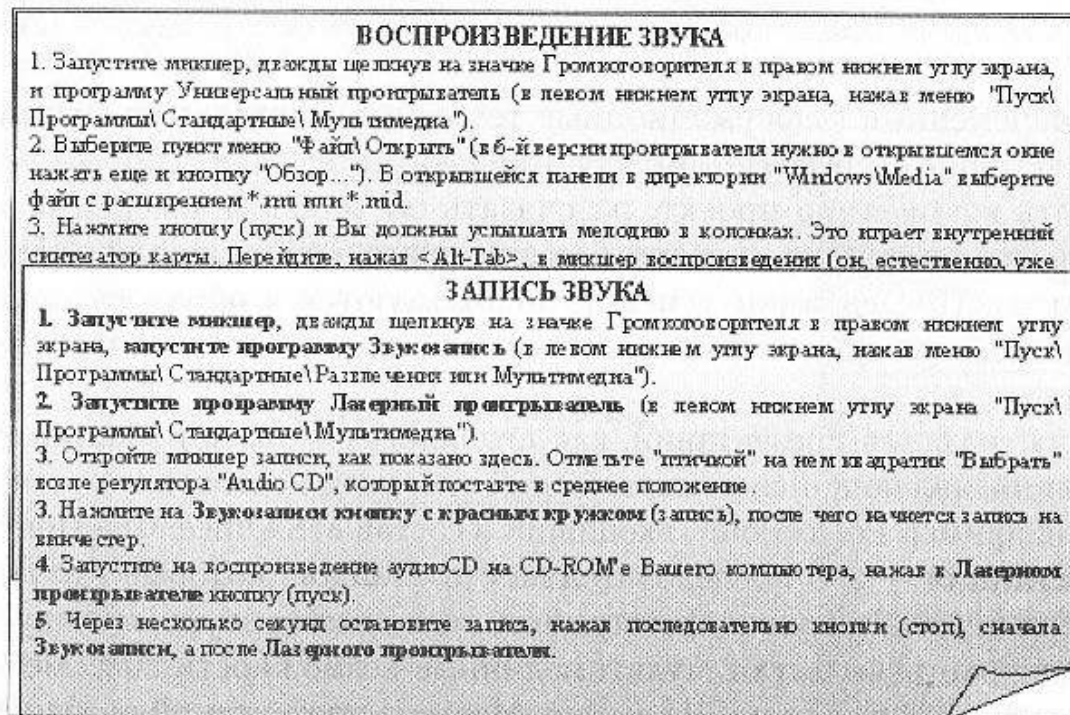 ВОСПРОИЗВЕДЕНИЕ ЗВУКА
1. Запустите микшер, дважды щелкнув на значке Громкоговорителя в правом нижнем углу экрана,
и программу Универсальный проигрыватель (в левом нижнем углу экрана, нажав меню "Пуск\
Программы\ Стандартные\ Мультимедиа").
2. Выберите пункт меню "Файл\ Открыть" (в 6-й версии проигрывателя нужно в открывшемся окне
нажать еще и кнопку "Обзор..."). В открывшейся панели в директории "Windows\Media" выберите
файл с расширением *.rmi или *.mid.
3. Нажмите кнопку (пуск) и Вы должны услышать мелодию в колонках. Это играет внутренний
синтезатор карты. Перейдите, нажав <Alt-Tab>, в микшер воспроизведения (он, естественно, уже
ЗАПИСЬ ЗВУКА
1. Запустите микшер, дважды щелкнув на значке Громкоговорителя в правом нижнем углу
экрана, запустите программу Звукозапись (в левом нижнем углу экрана, нажав меню "Пуск\
Программы\ Стандартные\Развлечения или Мультимедиа").
2. Запустите программу Лазерный проигрыватель (в левом нижнем углу экрана "Пуск\
Программы\ Стандартные\Мультимедиа").
3. Откройте микшер записи, как показано здесь. Отметьте "птичкой" на нем квадратик "Выбрать"
возле регулятора "Audio CD", который поставте в среднее положение.
3. Нажмите на Звукозаписи кнопку с красным кружком (запись), после чего начнется запись на
винчестер.
4. Запустите на воспроизведение аудиоCD на CD-ROM'е Вашего компьютера, нажав в Лазерном
проигрывателе кнопку (пуск).
5. Через несколько секунд остановите запись, нажав последовательно кнопки (стоп), сначала
Звукозаписи, а после Лазерного проигрывателя.